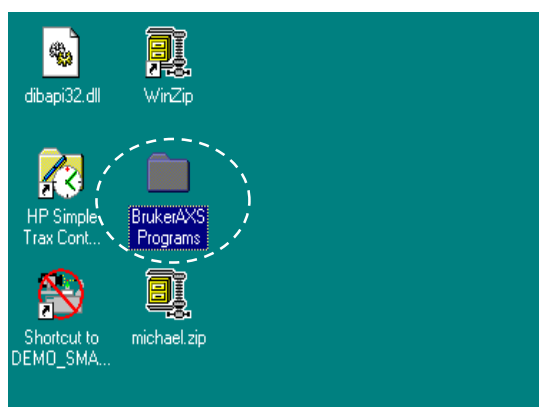 dibapi32.dll
WinZip
HP Simple
Trax Cont...
BrukerAXS
Programs
Shortcut to
DEMO_SMA...
michael.zip